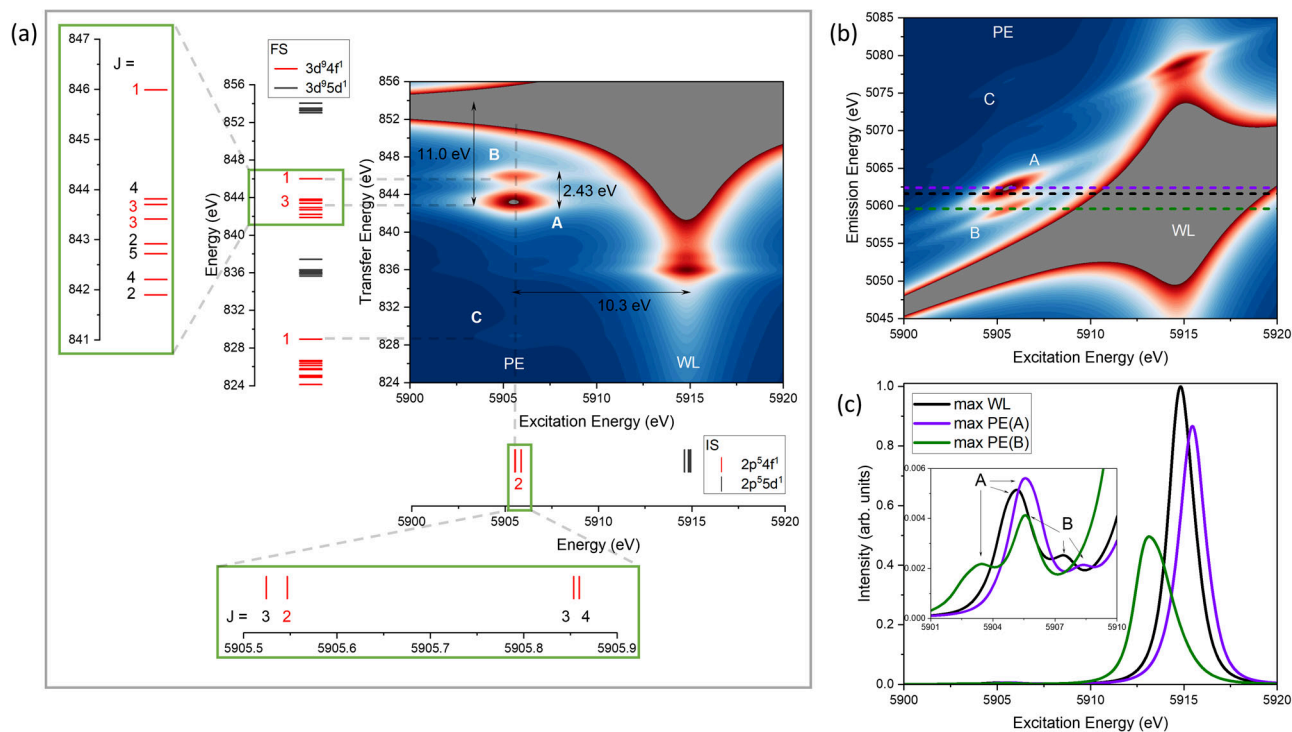 (a)
847
846
845
844
843
842
841
J =
1
4
3
3
2
5
4
2
FS
3d⁹4f¹
3d⁹5d¹
Energy (eV)
856
852
848
844
840
836
832
828
824
1
3
1
Transfer Energy (eV)
856
852
848
844
840
836
832
828
824
11.0 eV
B
2.43 eV
A
10.3 eV
C
PE
WL
5900
5905
5910
5915
5920
Excitation Energy (eV)
2
IS
2p⁵4f¹
2p⁵5d¹
5900
5905
5910
5915
5920
Energy (eV)
J =
3
2
3
4
5905.5
5905.6
5905.7
5905.8
5905.9
(b)
Emission Energy (eV)
5085
5080
5075
5070
5065
5060
5055
5050
5045
PE
C
A
B
WL
5900
5905
5910
5915
5920
Excitation Energy (eV)
(c)
Intensity (arb. units)
1.0
0.8
0.6
0.4
0.2
0.0
max WL
max PE(A)
max PE(B)
0.006
0.004
0.002
0.000
A
B
5901
5904
5907
5910
5900
5905
5910
5915
5920
Excitation Energy (eV)